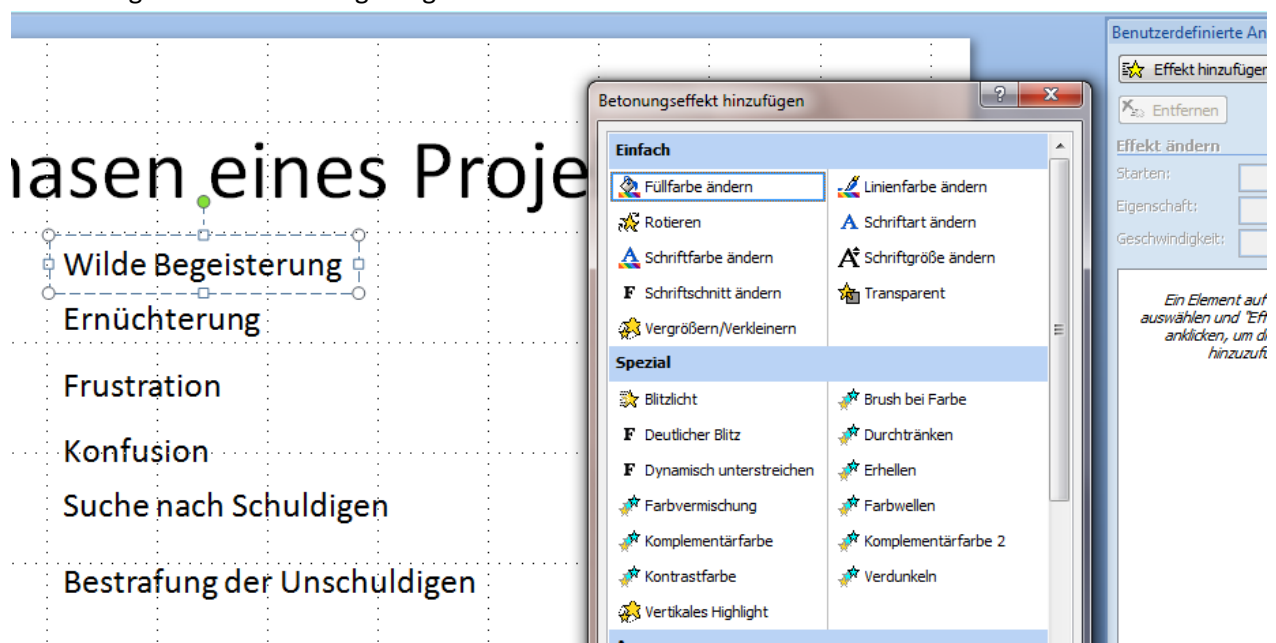 Benutzerdefinierte An
Effekt hinzufügen
Entfernen
Effekt ändern
Starten:
Eigenschaft:
Geschwindigkeit:
Ein Element auf
auswählen und "Eff
anklicken, um di
hinzuzufü
hasen eines Proje
Wilde Begeisterung
Ernüchterung
Frustration
Konfusion
Suche nach Schuldigen
Bestrafung der Unschuldigen
Betonungseffekt hinzufügen
Einfach
Füllfarbe ändern
Linienfarbe ändern
Rotieren
Schriftart ändern
Schriftfarbe ändern
Schriftgröße ändern
Schriftschnitt ändern
Transparent
Vergrößern/Verkleinern
Spezial
Blitzlicht
Brush bei Farbe
Deutlicher Blitz
Durchtränken
Dynamisch unterstreichen
Erhellen
Farbvermischung
Farbwellen
Komplementärfarbe
Komplementärfarbe 2
Kontrastfarbe
Verdunkeln
Vertikales Highlight